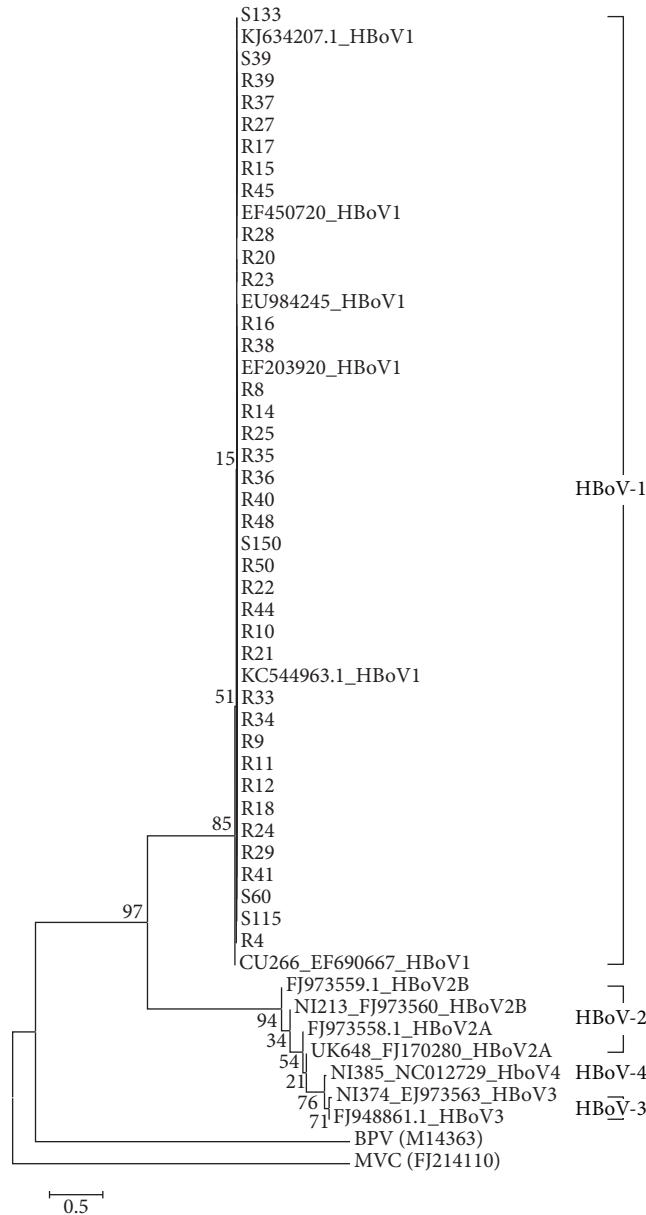 S133
KJ634207.1_HBoV1
S39
R39
R37
R27
R17
R15
R45
EF450720_HBoV1
R28
R20
R23
EU984245_HBoV1
R16
R38
EF203920_HBoV1
R8
R14
R25
15
R35
R36
HBoV-1
R40
R48
S150
R50
R22
R44
R10
R21
KC544963.1_HBoV1
51
R33
R34
R9
R11
R12
R18
85
R24
R29
R41
S60
97
S115
R4
CU266_EF690667_HBoV1
FJ973559.1_HBoV2B
NI213_FJ973560_HBoV2B
94
HBoV-2
FJ973558.1_HBoV2A
34
UK648_FJ170280_HBoV2A
54
NI385_NC012729_HboV4
HBoV-4
21
NI374_EJ973563_HBoV3
76
HBoV-3
FJ948861.1_HBoV3
71
BPV (M14363)
MVC (FJ214110)
0.5